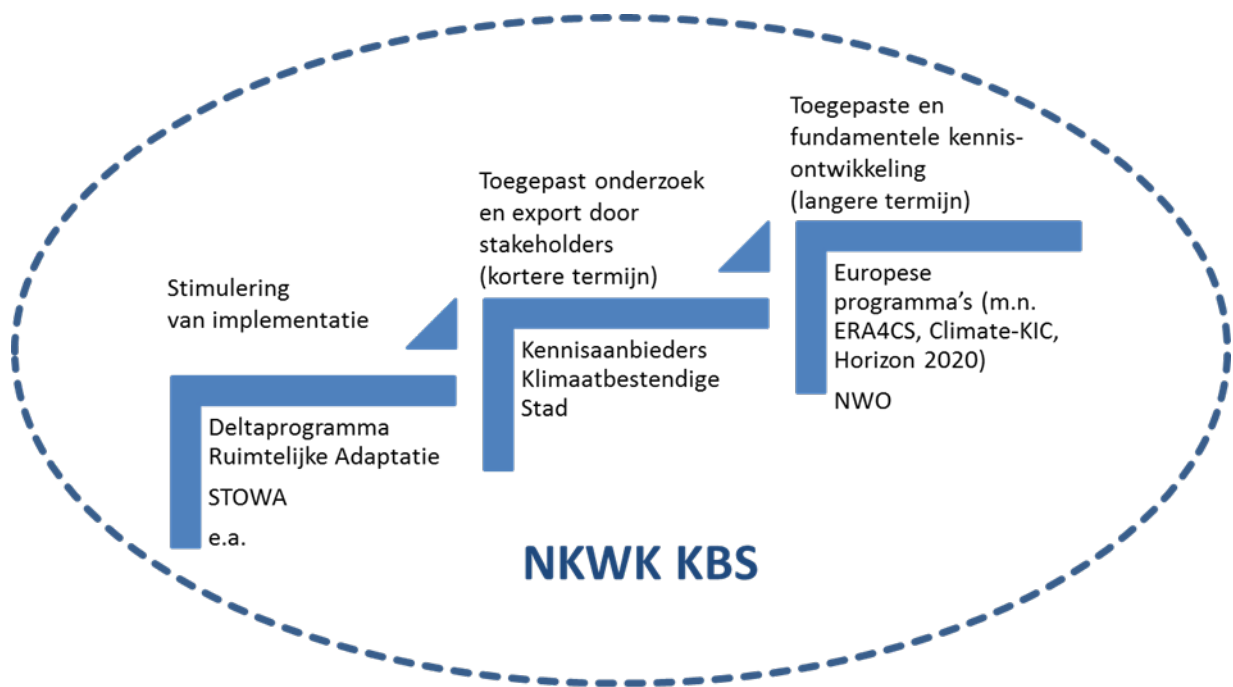 Stimulering
van implementatie
Deltaprogramma
Ruimtelijke Adaptatie
STOWA
e.a.
Toegepast onderzoek
en export door
stakeholders
(kortere termijn)
Kennisaanbieders
Klimaatbestendige
Stad
Toegepaste en
fundamentele kennis-
ontwikkeling
(langere termijn)
Europese
programma’s (m.n.
ERA4CS, Climate-KIC,
Horizon 2020)
NWO
NKWK KBS